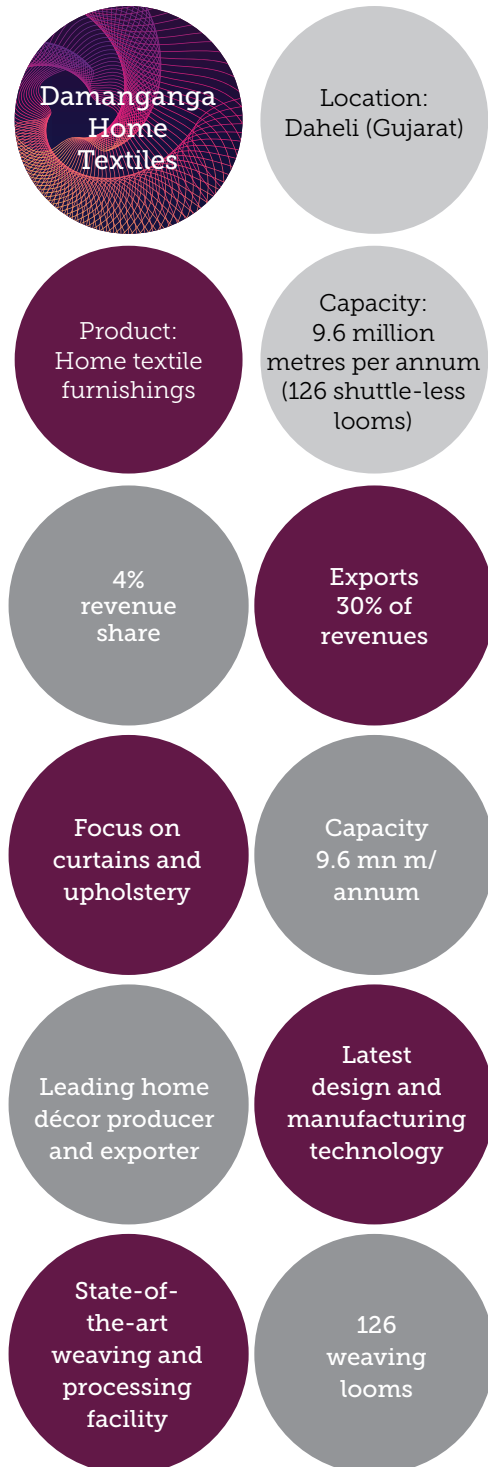 Damanganga
Home
Textiles
Location:
Daheli (Gujarat)
Product:
Home textile
furnishings
Capacity:
9.6 million
metres per annum
(126 shuttle-less
looms)
4%
revenue
share
Exports
30% of
revenues
Focus on
curtains and
upholstery
Capacity
9.6 mn m/
annum
Leading home
décor producer
and exporter
Latest
design and
manufacturing
technology
State-of-
the-art
weaving and
processing
facility
126
weaving
looms